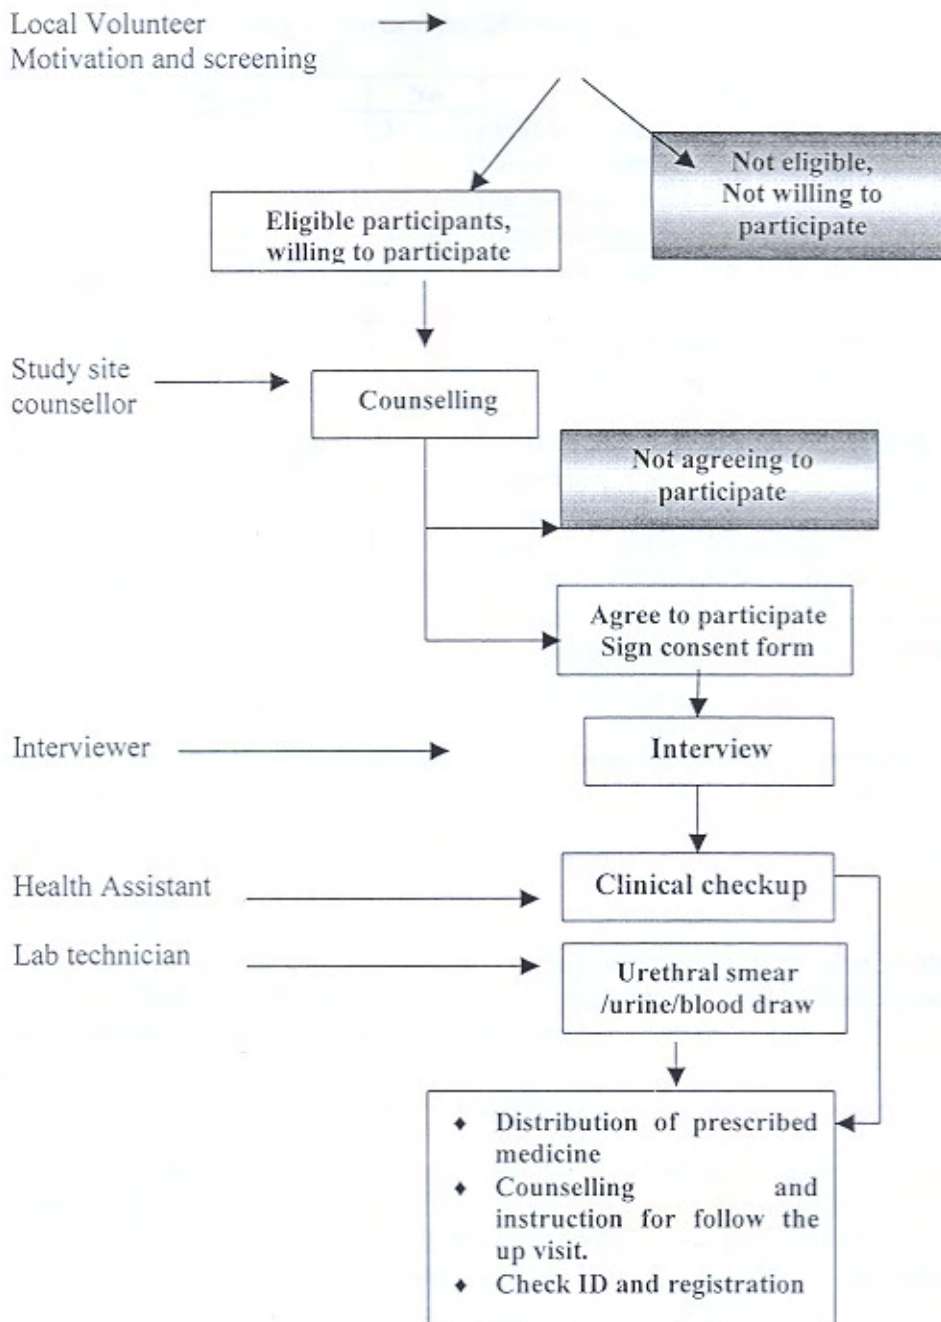 Local Volunteer
Motivation and screening
Not eligible,
Not willing to
participate
Eligible participants,
willing to participate
Study site
counsellor
Counselling
Not agreeing to
participate
Agree to participate
Sign consent form
Interviewer
Interview
Health Assistant
Clinical checkup
Lab technician
Urethral smear
/urine/blood draw
♦ Distribution of prescribed
medicine
♦ Counselling and
instruction for follow the
up visit.
♦ Check ID and registration